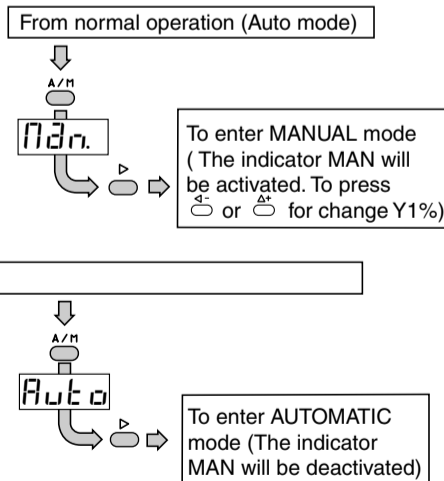 From normal operation (Auto mode)
A/M
Man.
▷
To enter MANUAL mode
( The indicator MAN will
be activated. To press
◁- or △+ for change Y1%)
A/M
Auto
▷
To enter AUTOMATIC
mode (The indicator
MAN will be deactivated)